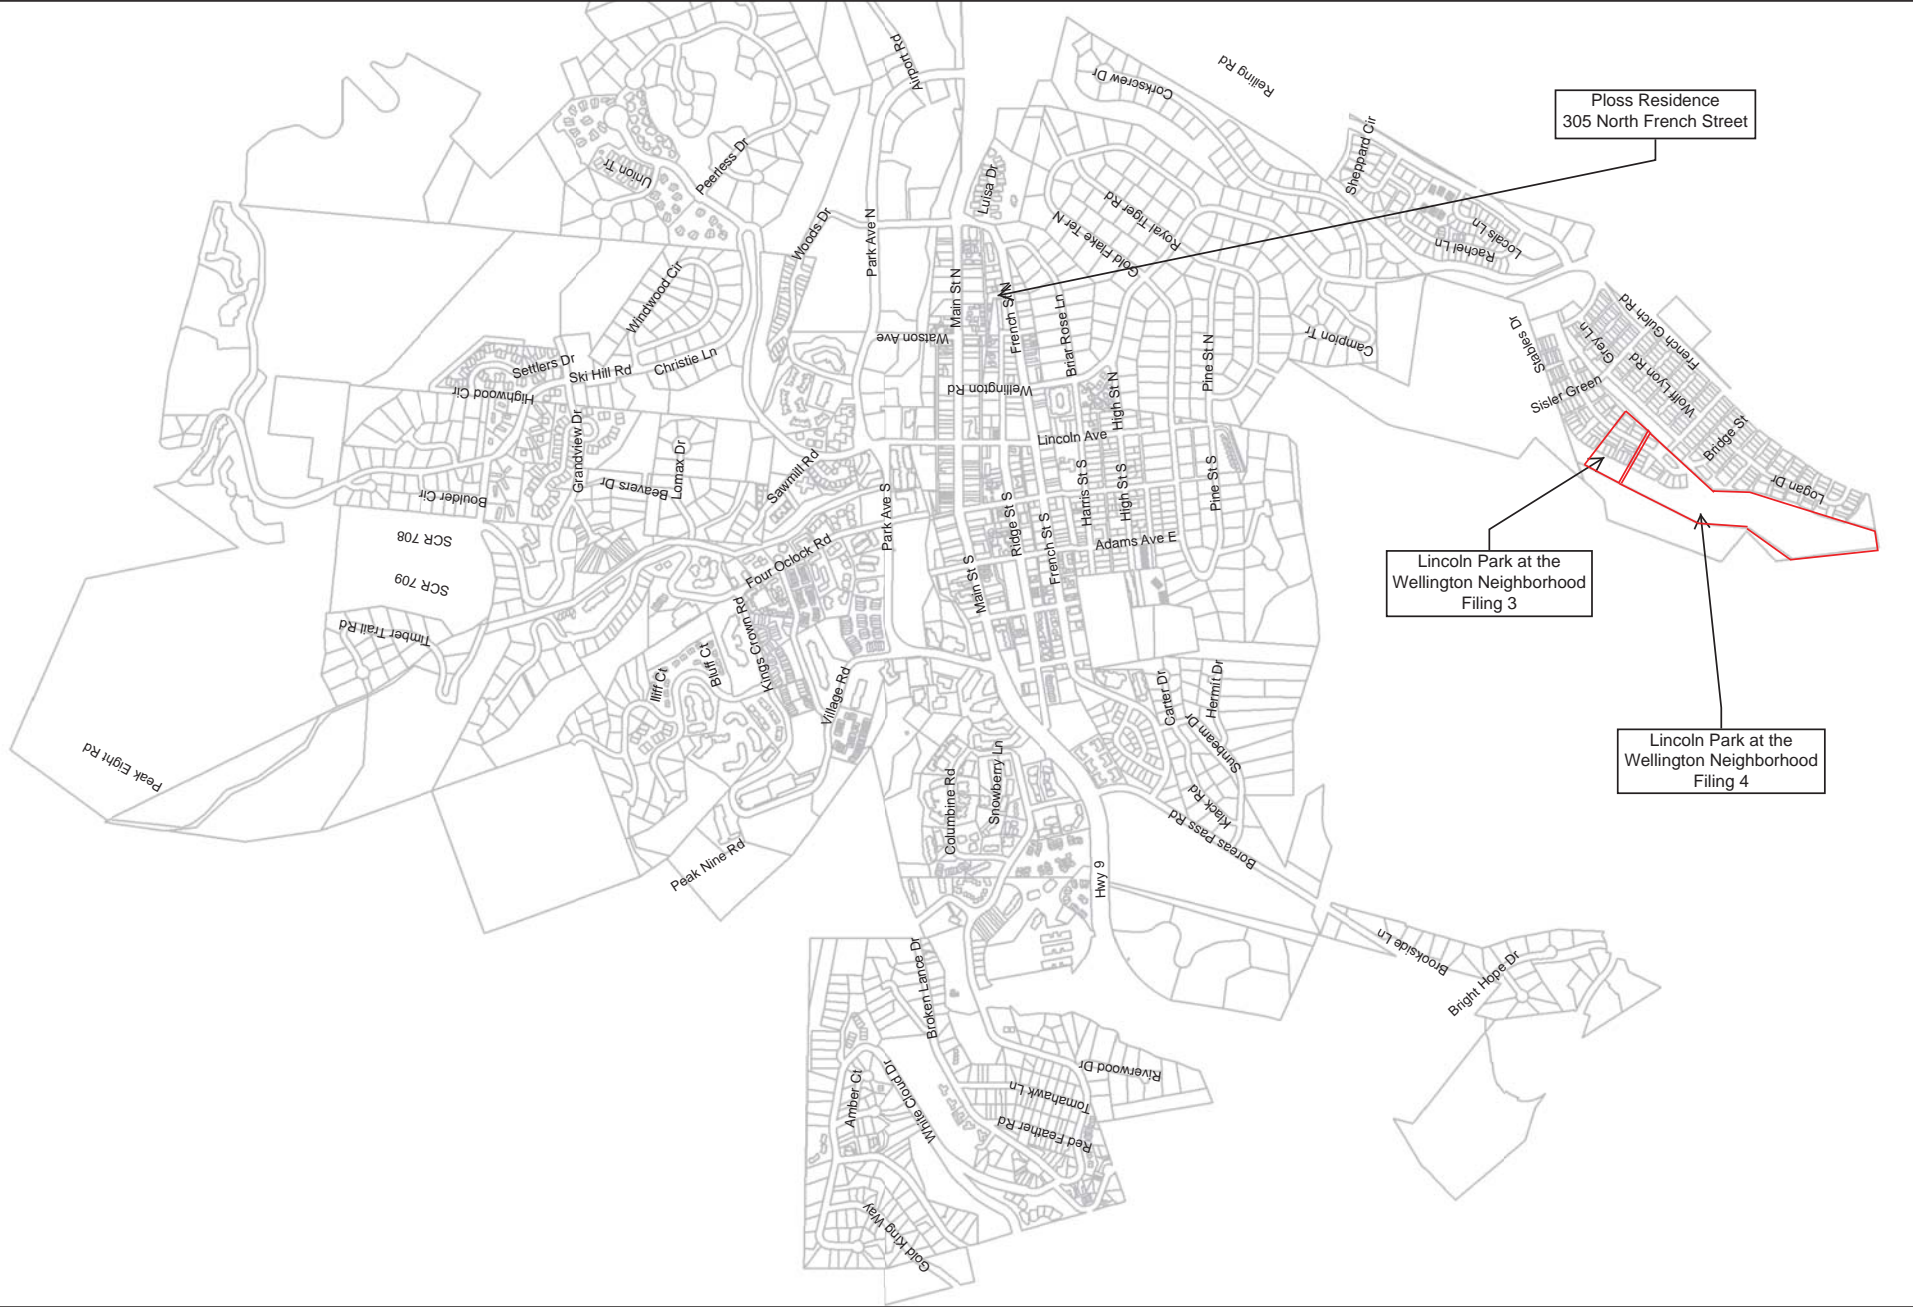 Airport Rd
Reiling Rd
Corkscrew Dr
Ploss Residence
305 North French Street
Sheppard Cir
Union Tr
Peerless Dr
Luisa Dr
Woods Dr
Park Ave N
Royal Tiger Rd
Gold Flake Ter N
Locals Ln
Rachel Ln
Windwood Cir
Main St N
French St N
Briar Rose Ln
Watson Ave
Campion Tr
Pine St N
Stables Dr
Grey Ln
French Gulch Rd
Wolff Lyon Rd
Sisler Green
Settlers Dr
Ski Hill Rd
Christie Ln
Highwood Cir
Wellington Rd
High St N
Grandview Dr
Lincoln Ave
Bridge St
Logan Dr
Lomax Dr
Beavers Dr
Sawmill Rd
Boulder Cir
Park Ave S
Ridge St S
French St S
Harris St S
High St S
Pine St S
Adams Ave E
SCR 708
SCR 709
Four Oclock Rd
Main St S
Lincoln Park at the
Wellington Neighborhood
Filing 3
Timber Trail Rd
Iliff Ct
Bluff Ct
Kings Crown Rd
Village Rd
Carter Dr
Hermit Dr
Sunbeam Dr
Lincoln Park at the
Wellington Neighborhood
Filing 4
Peak Eight Rd
Columbine Rd
Snowberry Ln
Klack Rd
Boreas Pass Rd
Peak Nine Rd
Hwy 9
Broken Lance Dr
Brookside Ln
Bright Hope Dr
Amber Ct
White Cloud Dr
Riverwood Dr
Tomahawk Ln
Red Feather Rd
Gold King Way